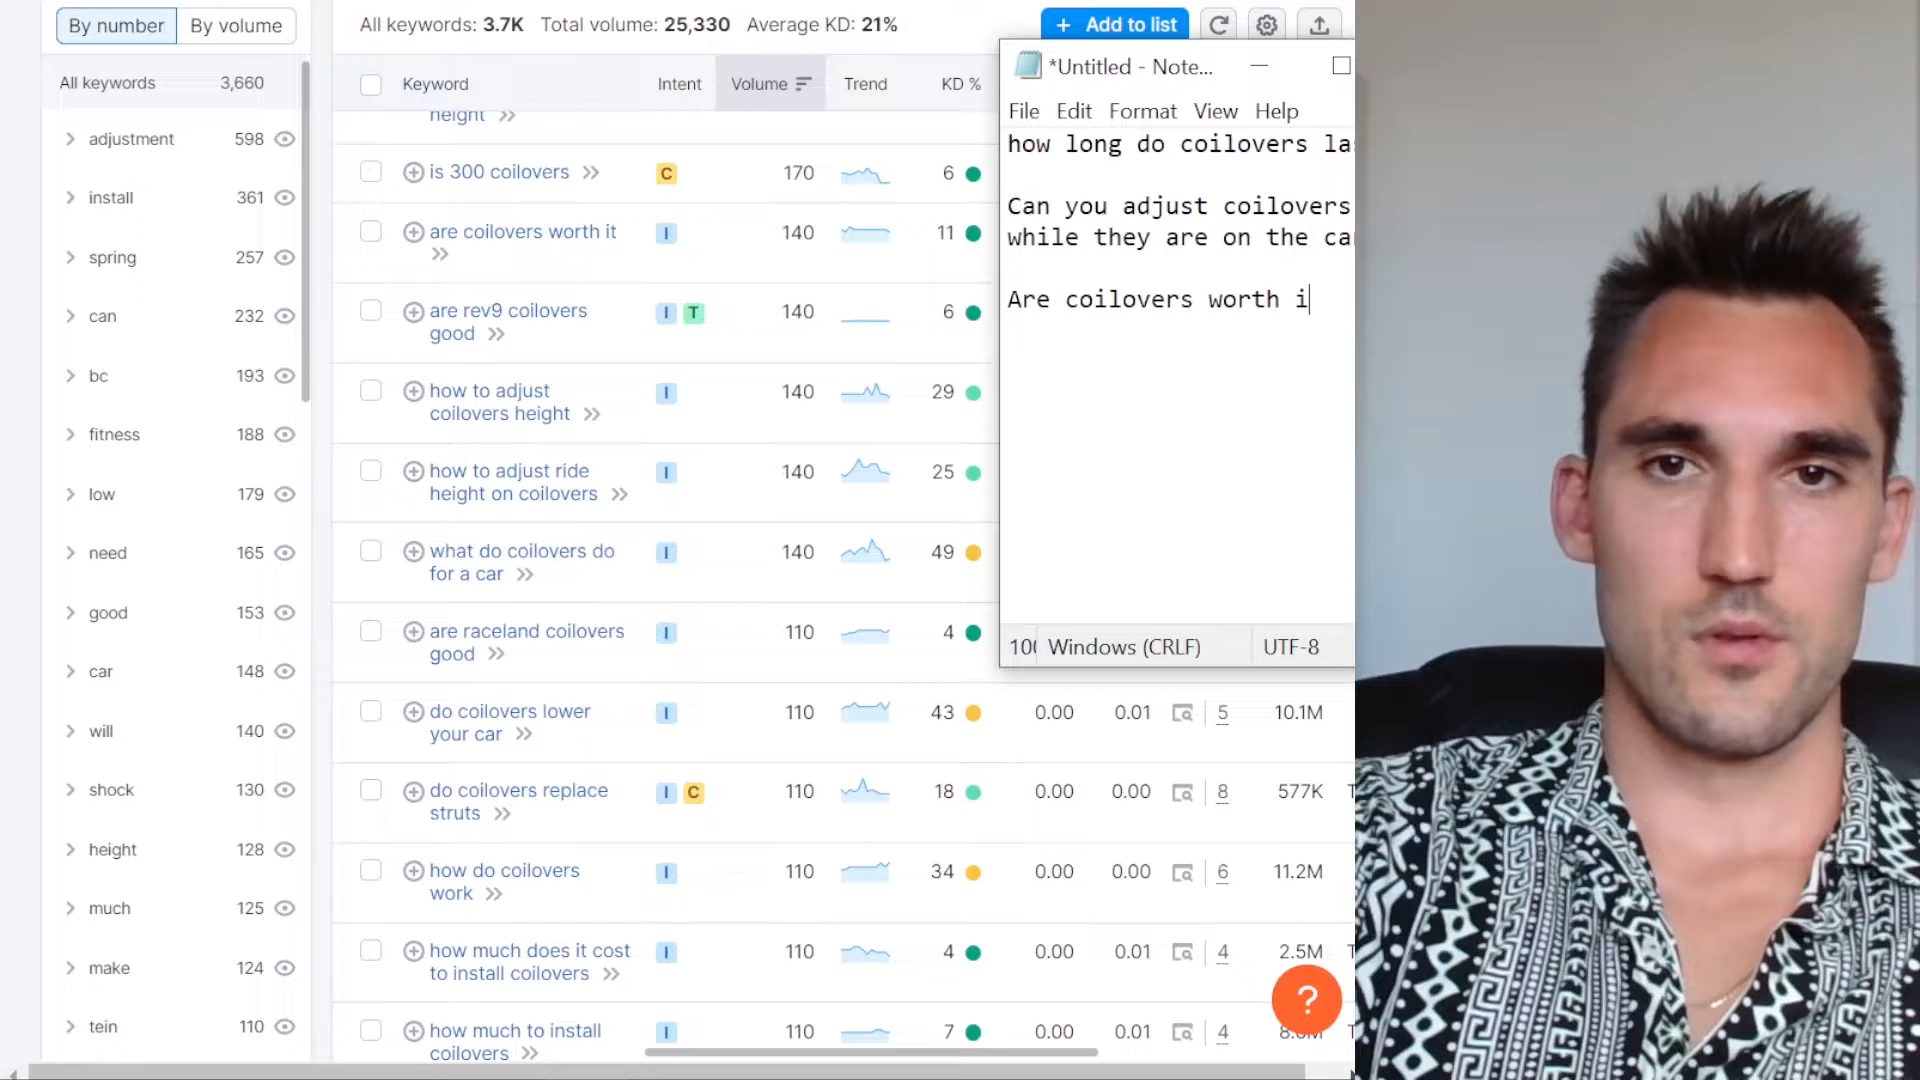 By number By volume
All keywords: 3.7K Total volume: 25,330 Average KD: 21%
+ Add to list
All keywords 3,660
adjustment 598
install 361
spring 257
can 232
bc 193
fitness 188
low 179
need 165
good 153
car 148
will 140
shock 130
height 128
much 125
make 124
tein 110
Keyword Intent Volume Trend KD %
height
is 300 coilovers C 170 6
are coilovers worth it I 140 11
are rev9 coilovers I T 140 6
good
how to adjust I 140 29
coilovers height
how to adjust ride I 140 25
height on coilovers
what do coilovers do I 140 49
for a car
are raceland coilovers I 110 4
good
do coilovers lower I 110 43 0.00 0.01 5 10.1M
your car
do coilovers replace I C 110 18 0.00 0.00 8 577K
struts
how do coilovers I 110 34 0.00 0.00 6 11.2M
work
how much does it cost I 110 4 0.00 0.01 4 2.5M
to install coilovers
how much to install I 110 7 0.00 0.01 4
coilovers
?
*Untitled - Note...
File Edit Format View Help
how long do coilovers
Can you adjust coilovers
while they are on the
Are coilovers worth i
Windows (CRLF) UTF-8